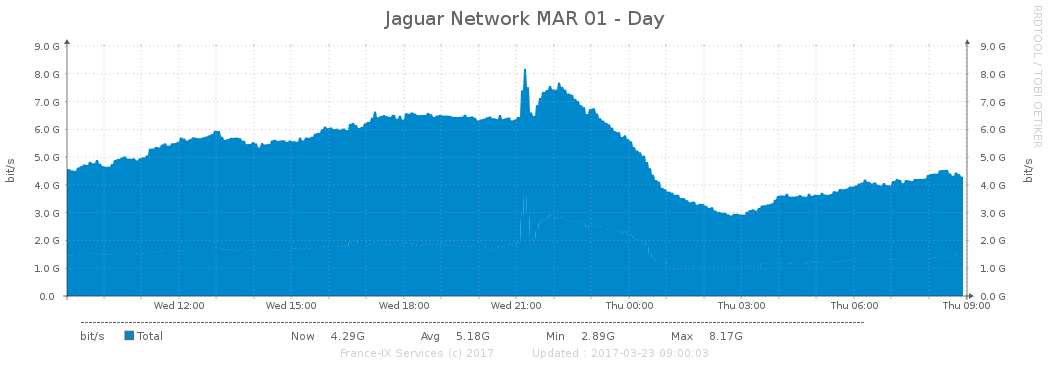 Jaguar Network MAR 01 - Day
RRDTOOL / TOBI OETIKER
9.0 G 9.0 G
8.0 G 8.0 G
7.0 G 7.0 G
6.0 G 6.0 G
5.0 G 5.0 G
4.0 G 4.0 G
3.0 G 3.0 G
2.0 G 2.0 G
1.0 G 1.0 G
0.0 0.0 G
bit/s
bit/s
Wed 12:00 Wed 15:00 Wed 18:00 Wed 21:00 Thu 00:00 Thu 03:00 Thu 06:00 Thu 09:00
bit/s Total Now 4.29G Avg 5.18G Min 2.89G Max 8.17G
France-IX Services (c) 2017 Updated : 2017-03-23 09:00:03